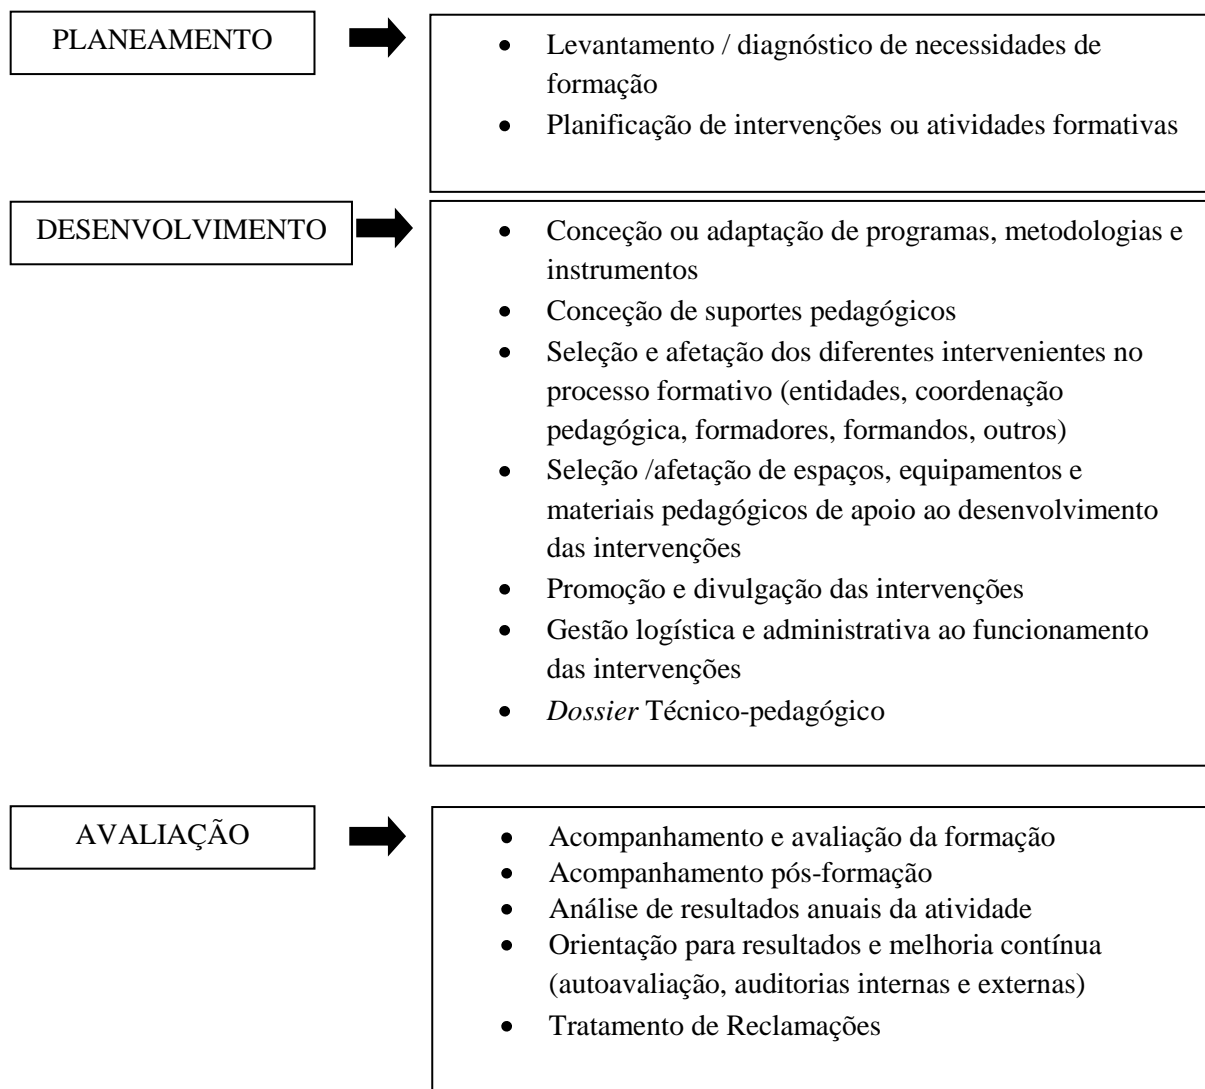 PLANEAMENTO
• Levantamento / diagnóstico de necessidades de
formação
• Planificação de intervenções ou atividades formativas
DESENVOLVIMENTO
• Conceção ou adaptação de programas, metodologias e
instrumentos
• Conceção de suportes pedagógicos
• Seleção e afetação dos diferentes intervenientes no
processo formativo (entidades, coordenação
pedagógica, formadores, formandos, outros)
• Seleção /afetação de espaços, equipamentos e
materiais pedagógicos de apoio ao desenvolvimento
das intervenções
• Promoção e divulgação das intervenções
• Gestão logística e administrativa ao funcionamento
das intervenções
• Dossier Técnico-pedagógico
AVALIAÇÃO
• Acompanhamento e avaliação da formação
• Acompanhamento pós-formação
• Análise de resultados anuais da atividade
• Orientação para resultados e melhoria contínua
(autoavaliação, auditorias internas e externas)
• Tratamento de Reclamações